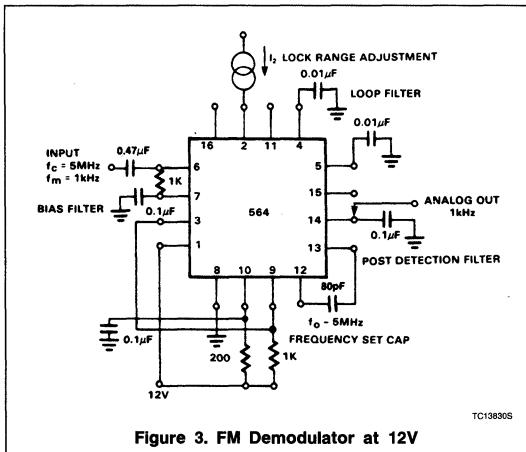 I₂ LOCK RANGE ADJUSTMENT
0.01µF
LOOP FILTER
0.01µF
16 2 11 4
INPUT
fc = 5MHz
fm = 1kHz
0.47µF
6
1K
7
BIAS FILTER
0.1µF
3
1
564
5
15
14
13
ANALOG OUT
1kHz
0.1µF
POST DETECTION FILTER
8 10 9 12
80pF
fo - 5MHz
FREQUENCY SET CAP
0.1µF
200
1K
12V
TC13830S
Figure 3. FM Demodulator at 12V